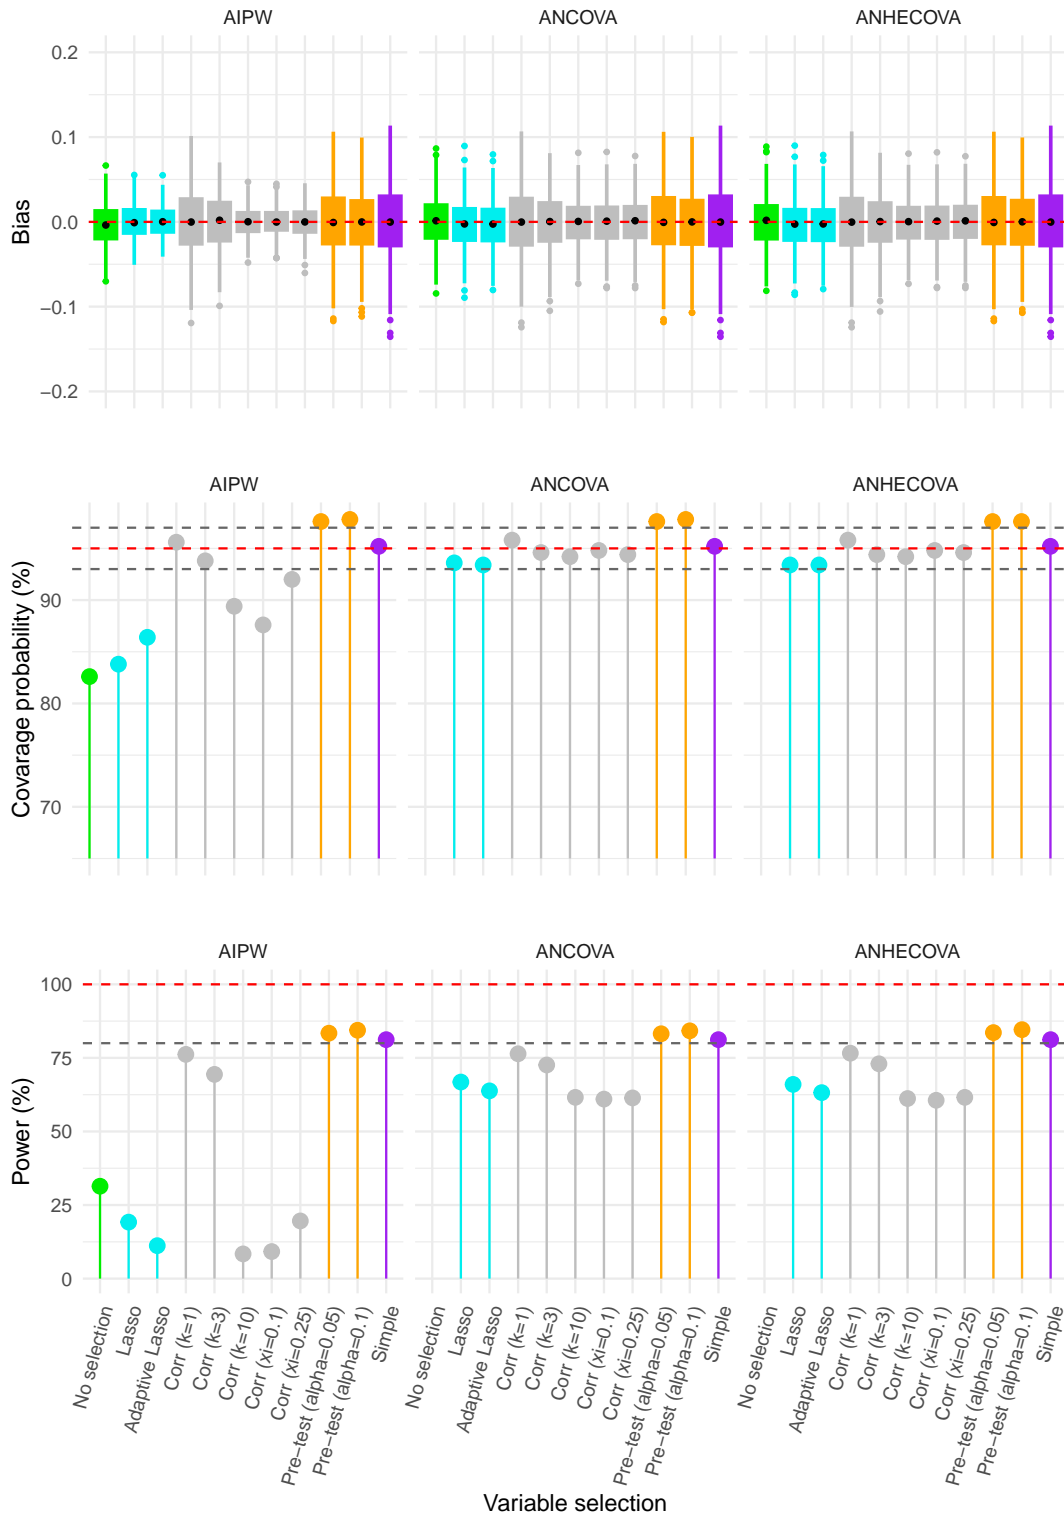 AIPW ANCOVA ANHECOVA
0.2
0.1
0.0
−0.1
−0.2
Bias
AIPW ANCOVA ANHECOVA
90
80
70
Covarage probability (%)
AIPW ANCOVA ANHECOVA
100
75
50
25
0
Power (%)
No selection
Lasso
Adaptive Lasso
Corr (k=1)
Corr (k=3)
Corr (k=10)
Corr (xi=0.1)
Corr (xi=0.25)
Pre−test (alpha=0.05)
Pre−test (alpha=0.1)
Simple
No selection
Lasso
Adaptive Lasso
Corr (k=1)
Corr (k=3)
Corr (k=10)
Corr (xi=0.1)
Corr (xi=0.25)
Pre−test (alpha=0.05)
Pre−test (alpha=0.1)
Simple
No selection
Lasso
Adaptive Lasso
Corr (k=1)
Corr (k=3)
Corr (k=10)
Corr (xi=0.1)
Corr (xi=0.25)
Pre−test (alpha=0.05)
Pre−test (alpha=0.1)
Simple
Variable selection